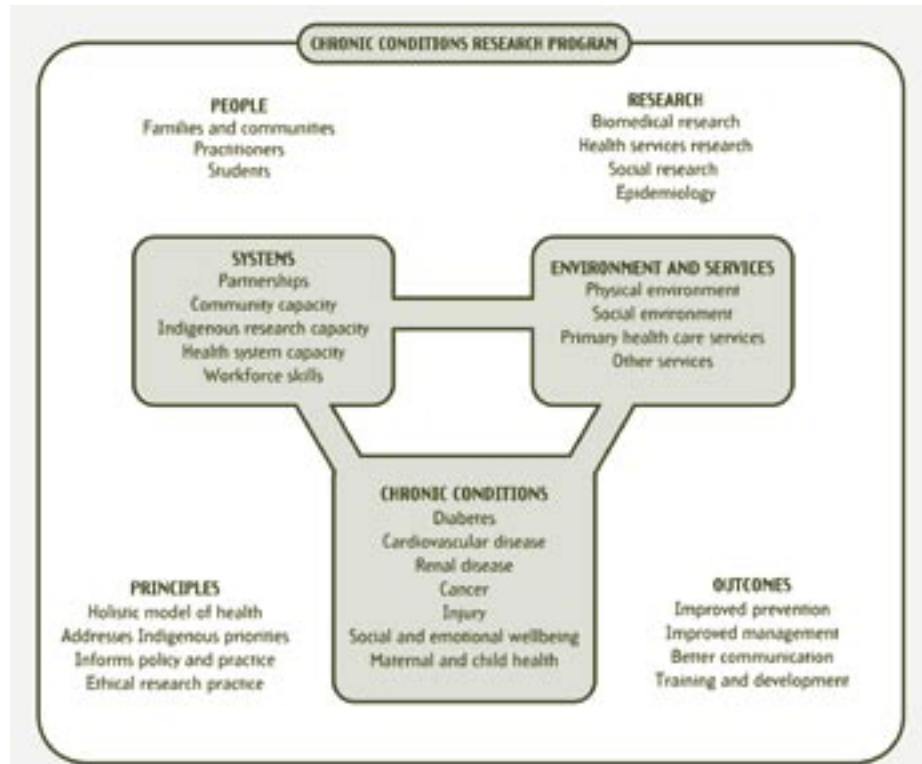 CHRONIC CONDITIONS RESEARCH PROGRAM
PEOPLE
Families and communities
Practitioners
Students
RESEARCH
Biomedical research
Health services research
Social research
Epidemiology
SYSTEMS
Partnerships
Community capacity
Indigenous research capacity
Health system capacity
Workforce skills
ENVIRONMENT AND SERVICES
Physical environment
Social environment
Primary health care services
Other services
CHRONIC CONDITIONS
Diabetes
Cardiovascular disease
Renal disease
Cancer
Injury
Social and emotional wellbeing
Maternal and child health
PRINCIPLES
Holistic model of health
Addresses Indigenous priorities
Informs policy and practice
Ethical research practice
OUTCOMES
Improved prevention
Improved management
Better communication
Training and development